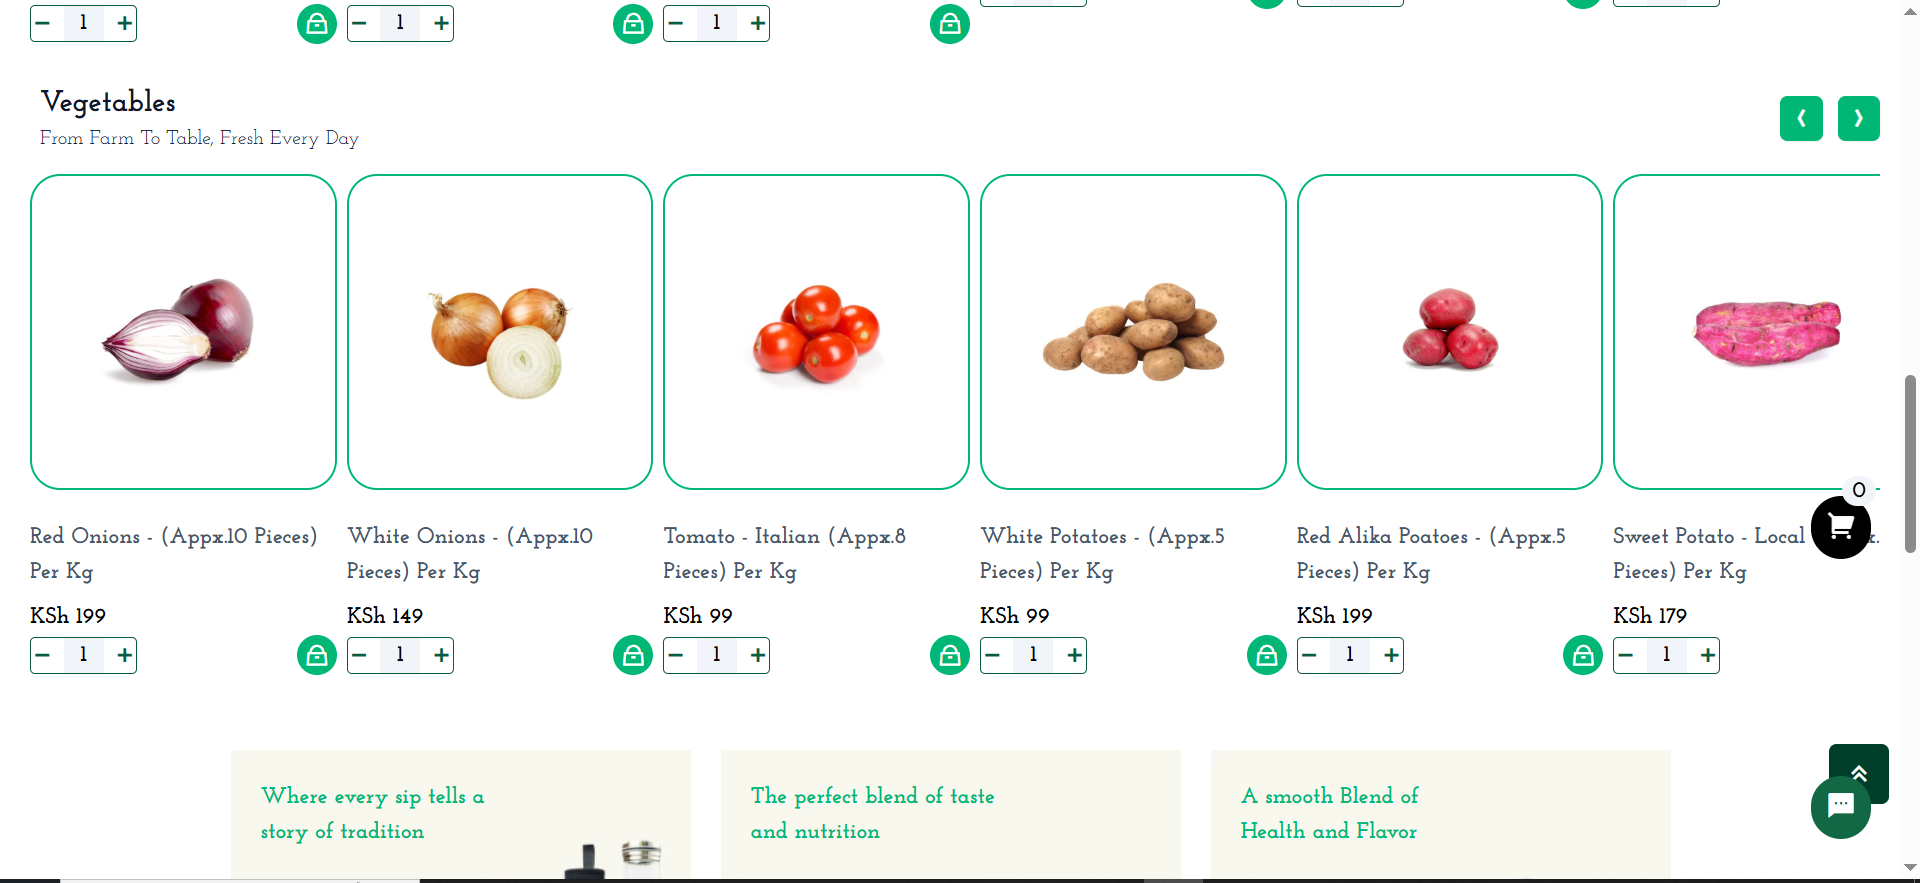 1
1
1
Vegetables
From Farm To Table, Fresh Every Day
Red Onions - (Appx.10 Pieces)
Per Kg
KSh 199
1
White Onions - (Appx.10
Pieces) Per Kg
KSh 149
1
Tomato - Italian (Appx.8
Pieces) Per Kg
KSh 99
1
White Potatoes - (Appx.5
Pieces) Per Kg
KSh 99
1
Red Alika Poatoes - (Appx.5
Pieces) Per Kg
KSh 199
1
0
Sweet Potato - Local
Pieces) Per Kg
KSh 179
1
Where every sip tells a
story of tradition
The perfect blend of taste
and nutrition
A smooth Blend of
Health and Flavor